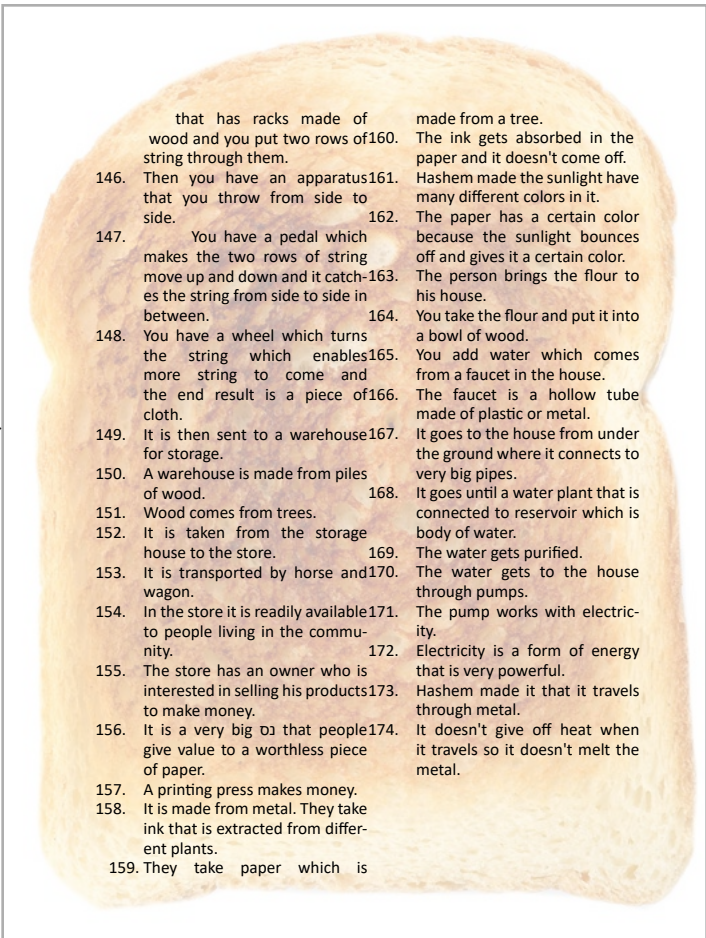 that has racks made of
wood and you put two rows of
string through them.
146. Then you have an apparatus
that you throw from side to
side.
147. You have a pedal which
makes the two rows of string
move up and down and it catch-
es the string from side to side in
between.
148. You have a wheel which turns
the string which enables
more string to come and
the end result is a piece of
cloth.
149. It is then sent to a warehouse
for storage.
150. A warehouse is made from piles
of wood.
151. Wood comes from trees.
152. It is taken from the storage
house to the store.
153. It is transported by horse and
wagon.
154. In the store it is readily available
to people living in the commu-
nity.
155. The store has an owner who is
interested in selling his products
to make money.
156. It is a very big נס that people
give value to a worthless piece
of paper.
157. A printing press makes money.
158. It is made from metal. They take
ink that is extracted from differ-
ent plants.
159. They take paper which is
made from a tree.
160. The ink gets absorbed in the
paper and it doesn't come off.
161. Hashem made the sunlight have
many different colors in it.
162. The paper has a certain color
because the sunlight bounces
off and gives it a certain color.
163. The person brings the flour to
his house.
164. You take the flour and put it into
a bowl of wood.
165. You add water which comes
from a faucet in the house.
166. The faucet is a hollow tube
made of plastic or metal.
167. It goes to the house from under
the ground where it connects to
very big pipes.
168. It goes until a water plant that is
connected to reservoir which is
body of water.
169. The water gets purified.
170. The water gets to the house
through pumps.
171. The pump works with electric-
ity.
172. Electricity is a form of energy
that is very powerful.
173. Hashem made it that it travels
through metal.
174. It doesn't give off heat when
it travels so it doesn't melt the
metal.